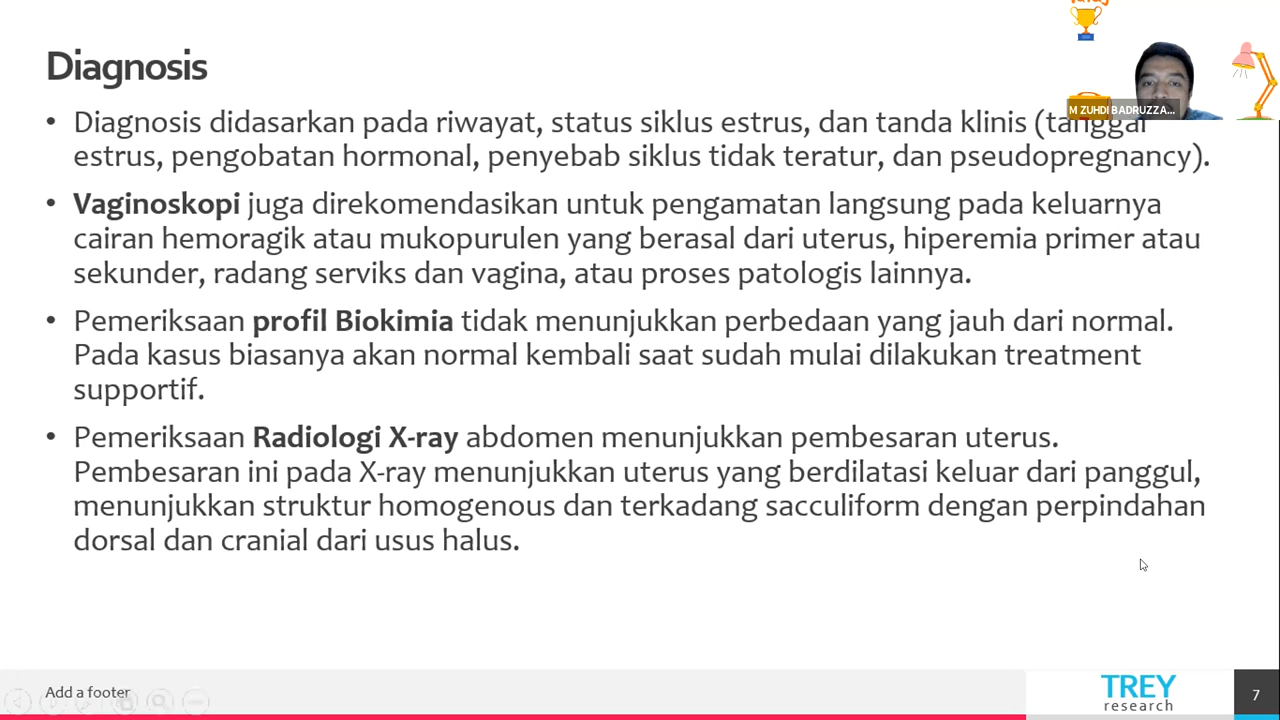 Diagnosis
• Diagnosis didasarkan pada riwayat, status siklus estrus, dan tanda klinis (tanggal
estrus, pengobatan hormonal, penyebab siklus tidak teratur, dan pseudopregnancy).
• Vaginoskopi juga direkomendasikan untuk pengamatan langsung pada keluarnya
cairan hemoragik atau mukopurulen yang berasal dari uterus, hiperemia primer atau
sekunder, radang serviks dan vagina, atau proses patologis lainnya.
• Pemeriksaan profil Biokimia tidak menunjukkan perbedaan yang jauh dari normal.
Pada kasus biasanya akan normal kembali saat sudah mulai dilakukan treatment
supportif.
• Pemeriksaan Radiologi X-ray abdomen menunjukkan pembesaran uterus.
Pembesaran ini pada X-ray menunjukkan uterus yang berdilatasi keluar dari panggul,
menunjukkan struktur homogenous dan terkadang sacculiform dengan perpindahan
dorsal dan cranial dari usus halus.
M ZUHDI BADRUZZA...
Add a footer
TREY
research
7